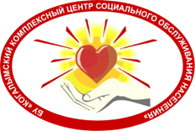 БУ «КОГАЛЫМСКИЙ КОМПЛЕКСНЫЙ ЦЕНТР СОЦИАЛЬНОГО ОБСЛУЖИВАНИЯ НАСЕЛЕНИЯ»